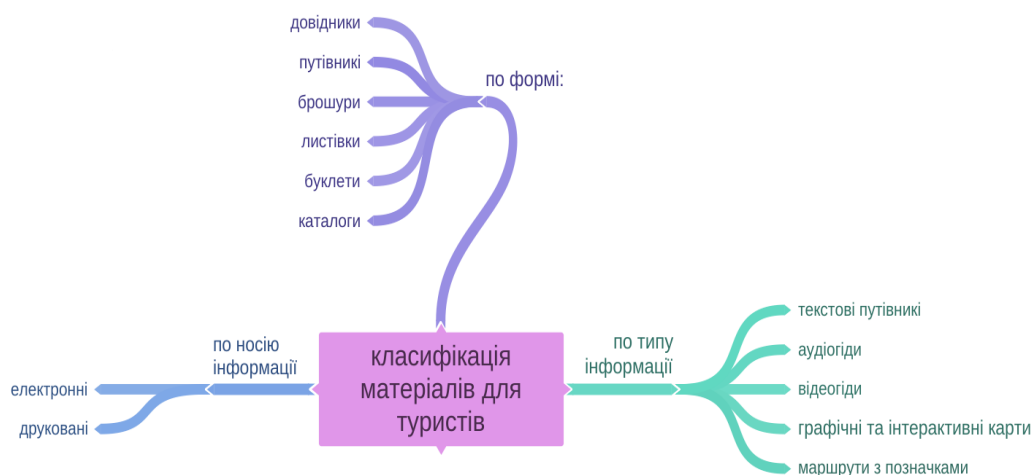 довідники
путівникі
брошури
листівки
буклети
каталоги
по формі:
по носію
інформації
електронні
друковані
класифікація
матеріалів для
туристів
по типу
інформації
текстові путівникі
аудіогіди
відеогіди
графічні та інтерактивні карти
маршрути з позначками